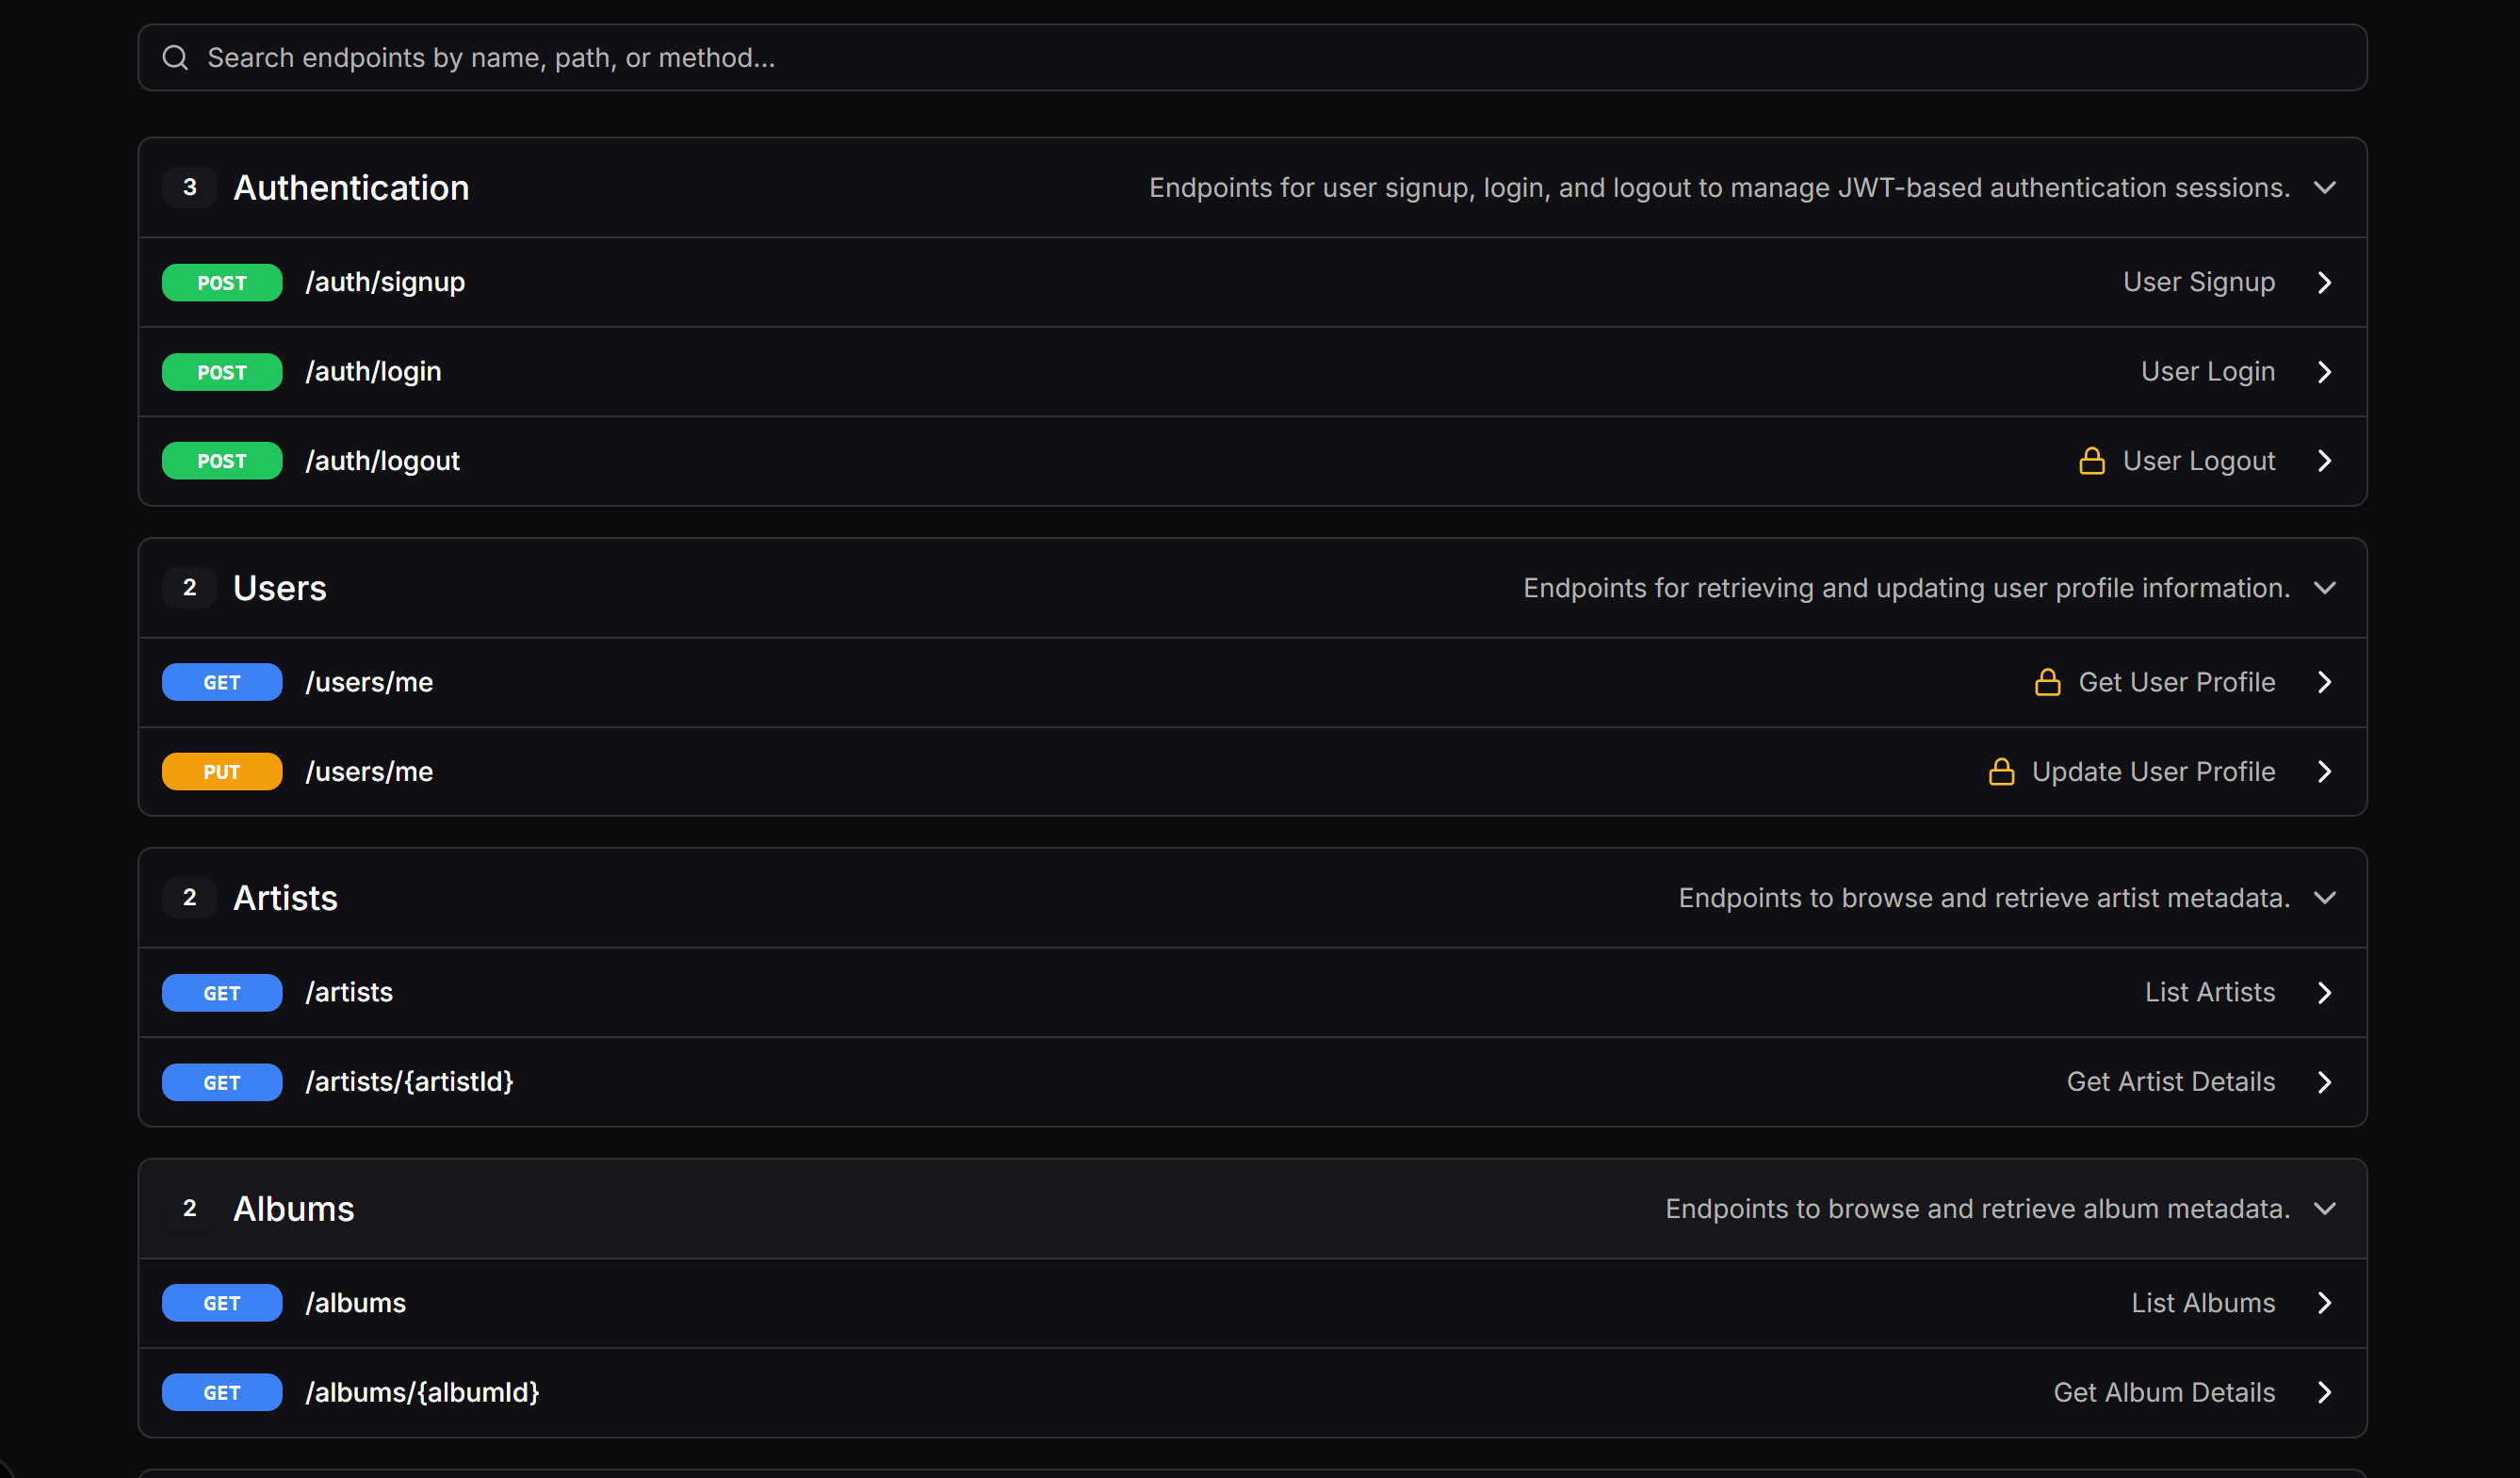 Search endpoints by name, path, or method...
3 Authentication Endpoints for user signup, login, and logout to manage JWT-based authentication sessions.
POST /auth/signup User Signup
POST /auth/login User Login
POST /auth/logout User Logout
2 Users Endpoints for retrieving and updating user profile information.
GET /users/me Get User Profile
PUT /users/me Update User Profile
2 Artists Endpoints to browse and retrieve artist metadata.
GET /artists List Artists
GET /artists/{artistId} Get Artist Details
2 Albums Endpoints to browse and retrieve album metadata.
GET /albums List Albums
GET /albums/{albumId} Get Album Details